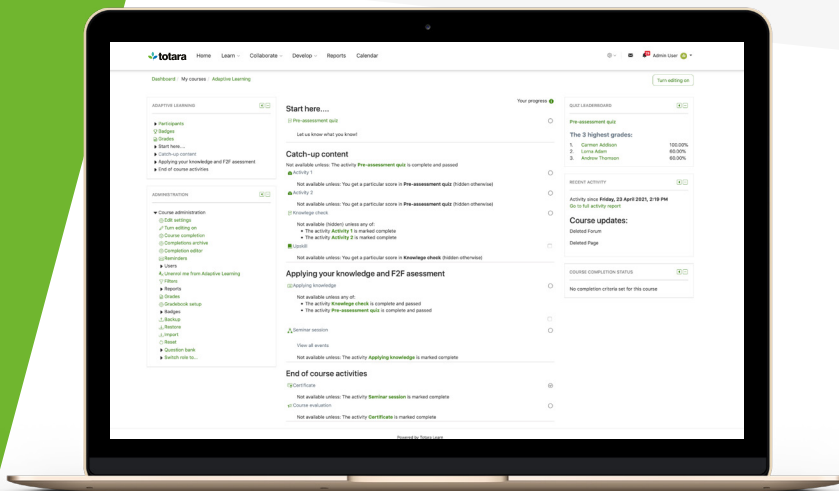 totara Home Learn Collaborate Develop Reports Calendar Admin User
Dashboard / My courses / Adaptive Learning
Turn editing on
ADAPTIVE LEARNING
Participants
Badges
Grades
Start here....
Catch-up content
Applying your knowledge and F2F assesment
End of course activities
ADMINISTRATION
Course administration
Edit settings
Turn editing on
Course completion
Completions archive
Completion editor
Reminders
Users
Unenrol me from Adaptive Learning
Filters
Reports
Grades
Gradebook setup
Badges
Backup
Restore
Import
Reset
Question bank
Switch role to...
Your progress
Start here....
Pre-assessment quiz
Let us know what you know!
Catch-up content
Not available unless: The activity Pre-assessment quiz is complete and passed
Activity 1
Not available unless: You get a particular score in Pre-assessment quiz (hidden otherwise)
Activity 2
Not available unless: You get a particular score in Pre-assessment quiz (hidden otherwise)
Knowlege check
Not available (hidden) unless any of:
• The activity Activity 1 is marked complete
• The activity Activity 2 is marked complete
Upskill
Not available unless: You get a particular score in Knowlege check (hidden otherwise)
Applying your knowledge and F2F asessment
Applying knowledge
Not available unless any of:
• The activity Knowlege check is complete and passed
• The activity Pre-assessment quiz is complete and passed
Seminar session
View all events
Not available unless: The activity Applying knowledge is marked complete
End of course activities
Certificate
Not available unless: The activity Seminar session is marked complete
Course evaluation
Not available unless: The activity Certificate is marked complete
QUIZ LEADERBOARD
Pre-assessment quiz
The 3 highest grades:
1. Carmen Addison 100.00%
2. Lorna Adam 60.00%
3. Andrew Thomson 60.00%
RECENT ACTIVITY
Activity since Friday, 23 April 2021, 2:19 PM
Go to full activity report
Course updates:
Deleted Forum
Deleted Page
COURSE COMPLETION STATUS
No completion criteria set for this course
Powered by Totara Learn